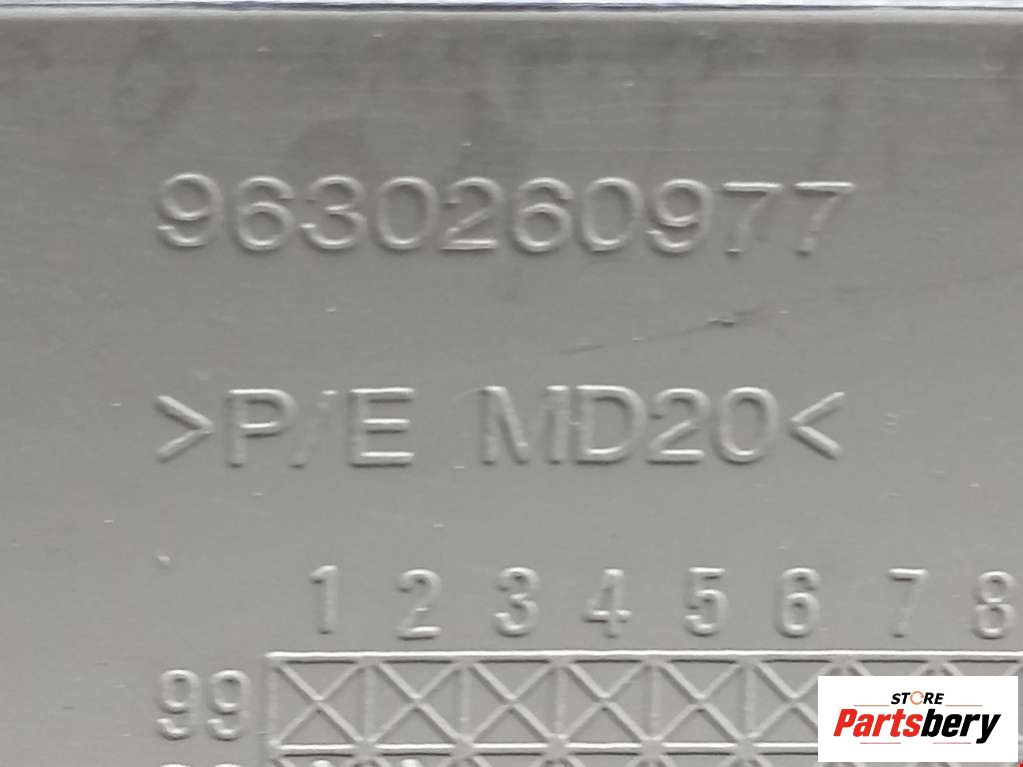 9630260977
>P/E MD20<
1 2 3 4 5 6 7 8
99
STORE
Partsbery